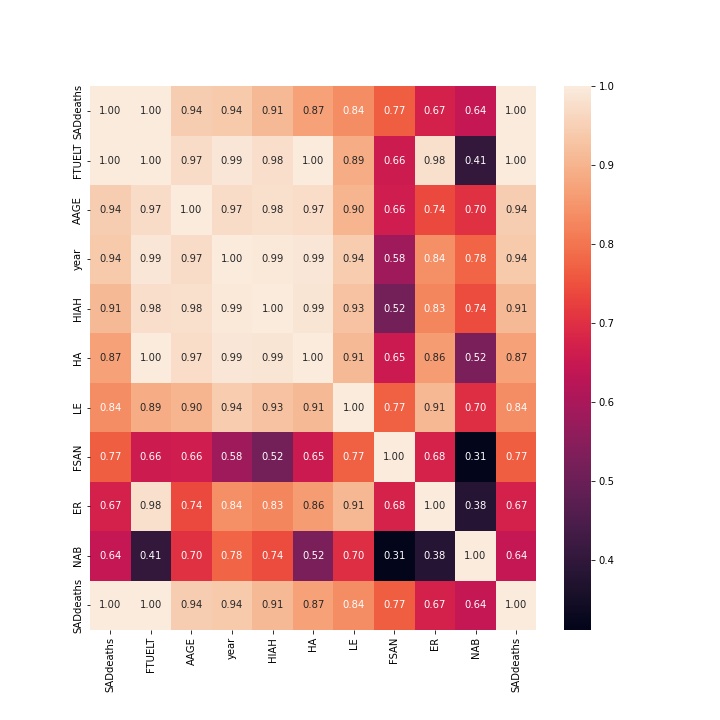 SADdeaths 1.00 1.00 0.94 0.94 0.91 0.87 0.84 0.77 0.67 0.64 1.00
FTUELT 1.00 1.00 0.97 0.99 0.98 1.00 0.89 0.66 0.98 0.41 1.00
AAGE 0.94 0.97 1.00 0.97 0.98 0.97 0.90 0.66 0.74 0.70 0.94
year 0.94 0.99 0.97 1.00 0.99 0.99 0.94 0.58 0.84 0.78 0.94
HIAH 0.91 0.98 0.98 0.99 1.00 0.99 0.93 0.52 0.83 0.74 0.91
HA 0.87 1.00 0.97 0.99 0.99 1.00 0.91 0.65 0.86 0.52 0.87
LE 0.84 0.89 0.90 0.94 0.93 0.91 1.00 0.77 0.91 0.70 0.84
FSAN 0.77 0.66 0.66 0.58 0.52 0.65 0.77 1.00 0.68 0.31 0.77
ER 0.67 0.98 0.74 0.84 0.83 0.86 0.91 0.68 1.00 0.38 0.67
NAB 0.64 0.41 0.70 0.78 0.74 0.52 0.70 0.31 0.38 1.00 0.64
SADdeaths 1.00 1.00 0.94 0.94 0.91 0.87 0.84 0.77 0.67 0.64 1.00
SADdeaths FTUELT AAGE year HIAH HA LE FSAN ER NAB SADdeaths
1.0
0.9
0.8
0.7
0.6
0.5
0.4